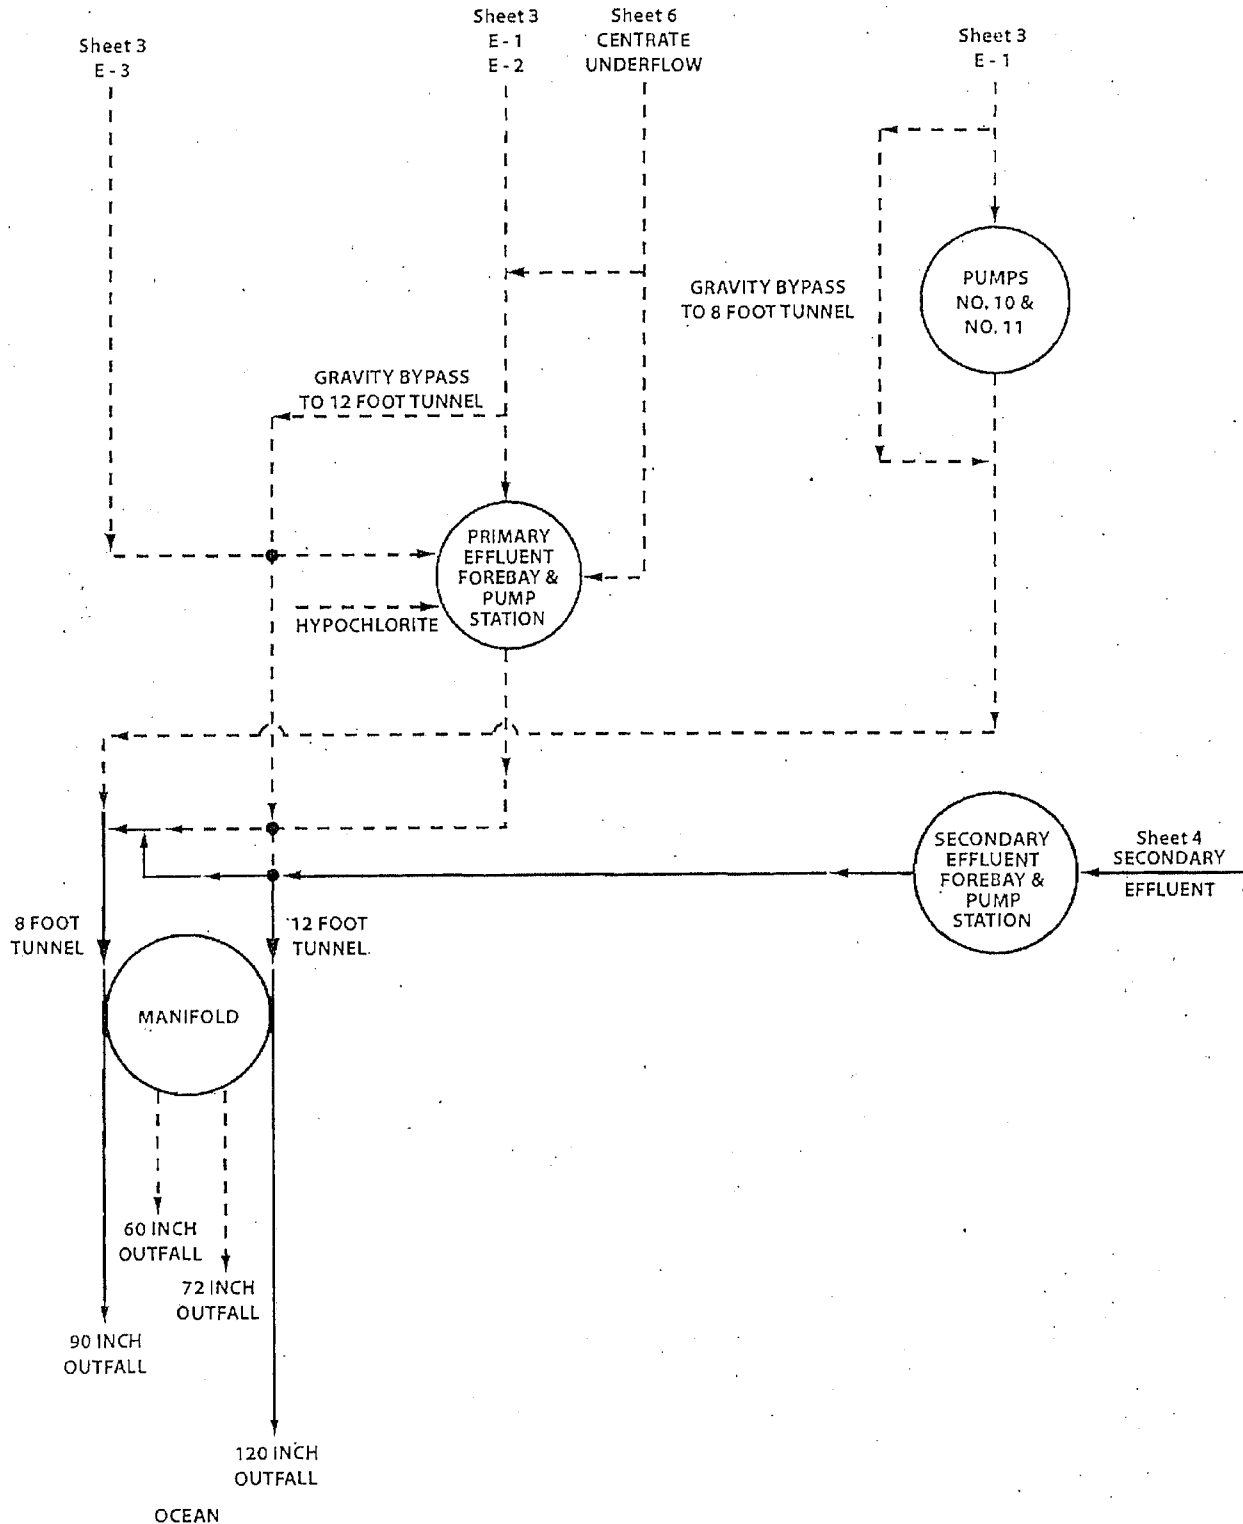 Sheet 3
E - 3
Sheet 3
E - 1
E - 2
Sheet 6
CENTRATE
UNDERFLOW
Sheet 3
E - 1
GRAVITY BYPASS
TO 8 FOOT TUNNEL
PUMPS
NO. 10 &
NO. 11
GRAVITY BYPASS
TO 12 FOOT TUNNEL
PRIMARY
EFFLUENT
FOREBAY &
PUMP
STATION
HYPOCHLORITE
SECONDARY
EFFLUENT
FOREBAY &
PUMP
STATION
Sheet 4
SECONDARY
EFFLUENT
8 FOOT
TUNNEL
12 FOOT
TUNNEL
MANIFOLD
60 INCH
OUTFALL
72 INCH
OUTFALL
90 INCH
OUTFALL
120 INCH
OUTFALL
OCEAN